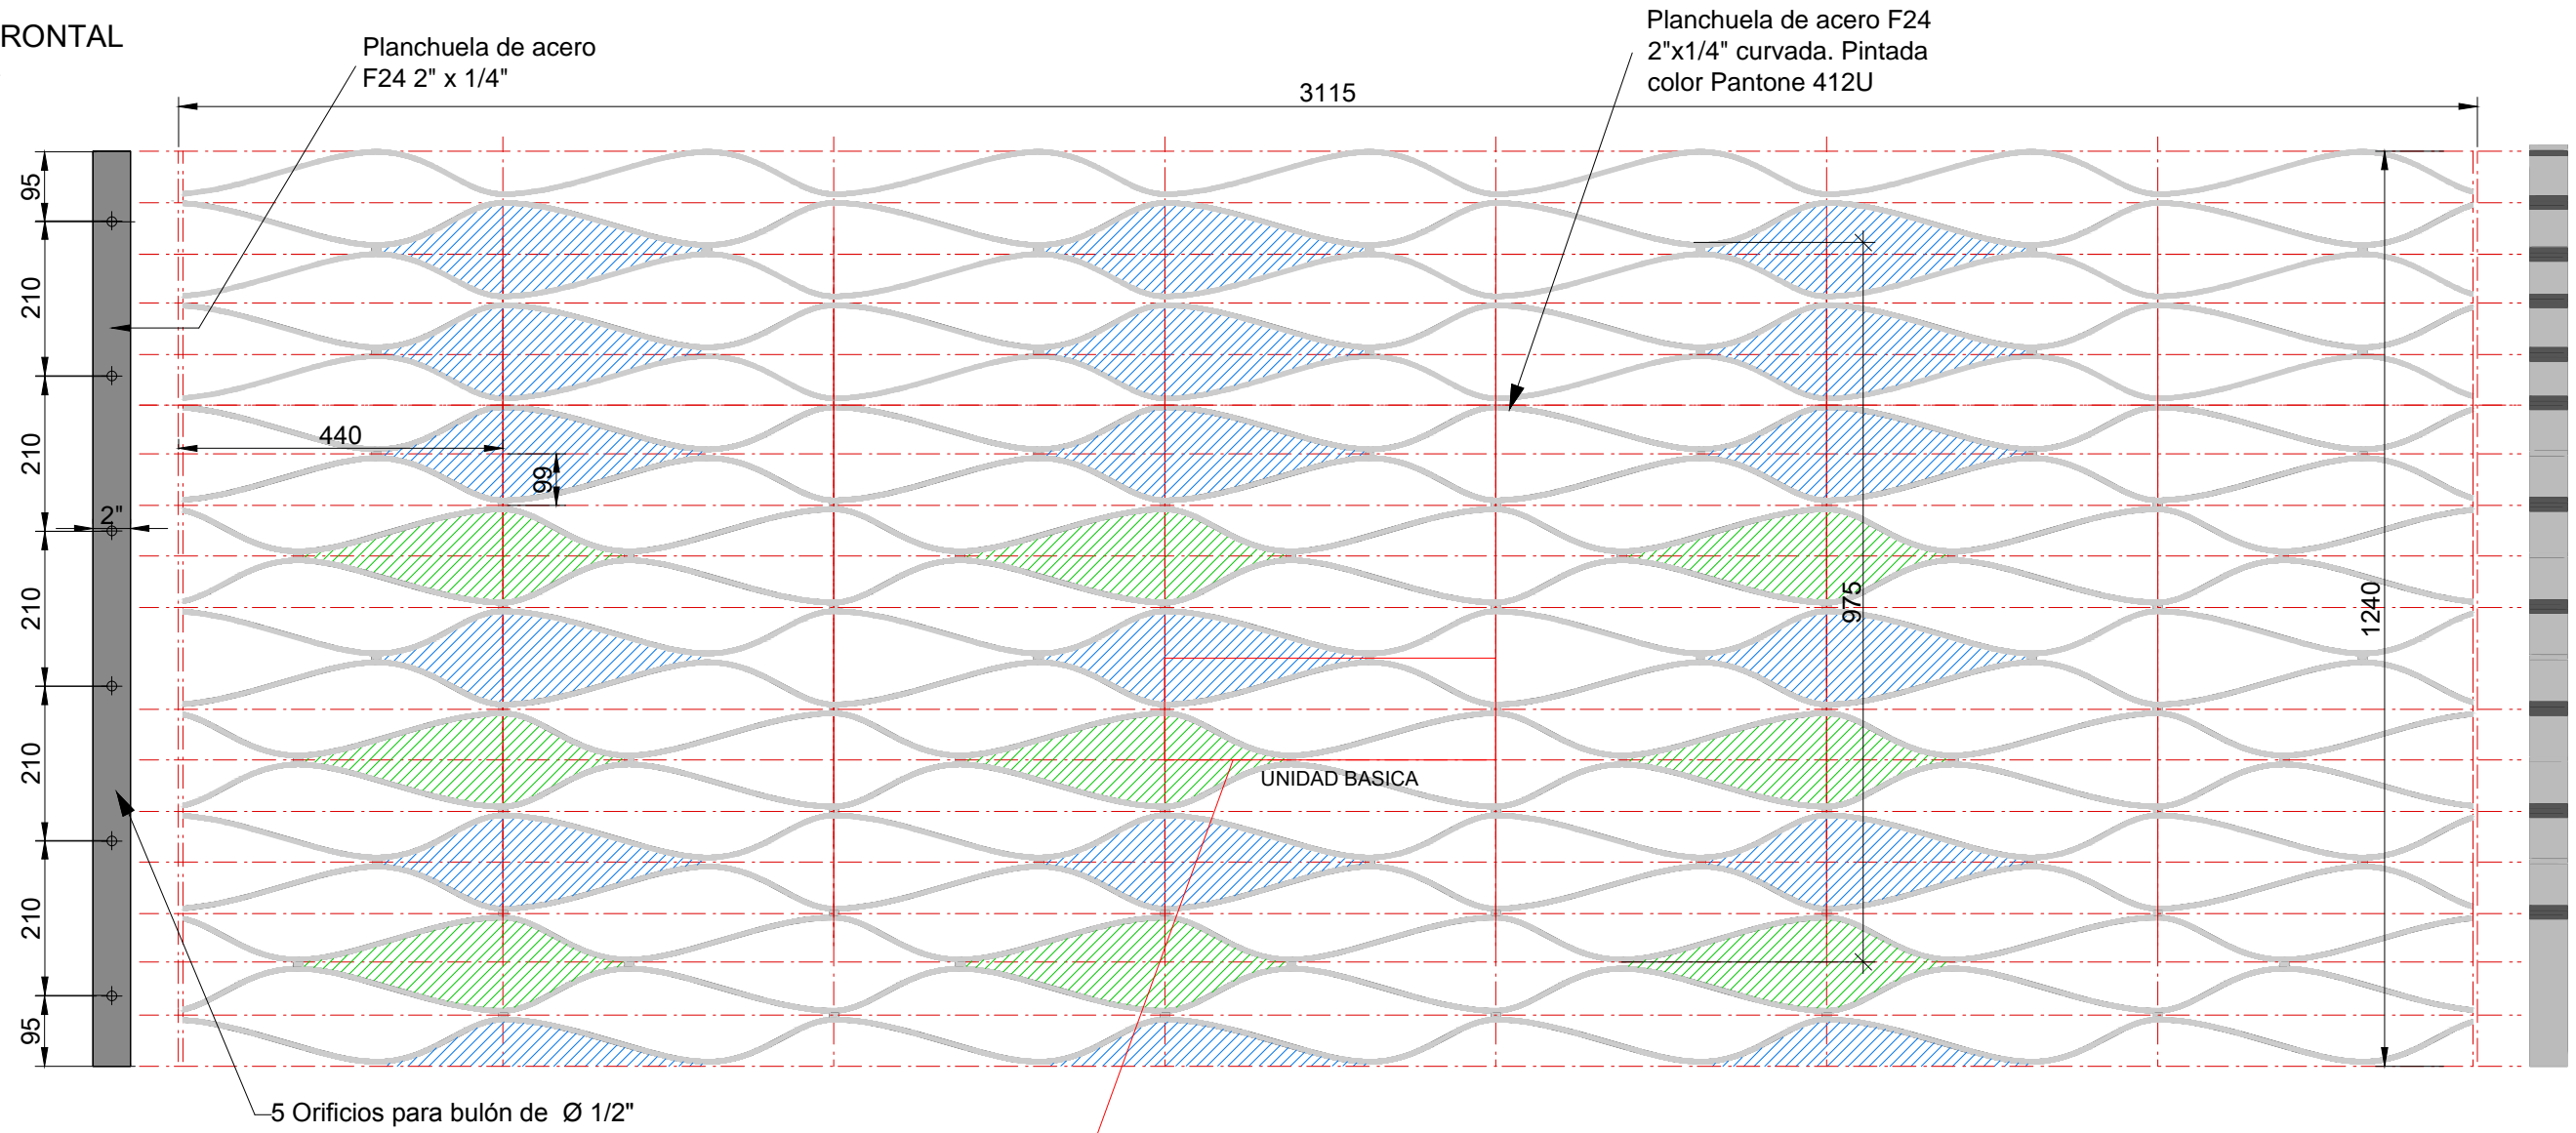 RONTAL
Planchuela de acero
F24 2" x 1/4"
Planchuela de acero F24
2"x1/4" curvada. Pintada
color Pantone 412U
3115
95
210
210
210
210
210
95
2"
440
99
975
1240
UNIDAD BASICA
5 Orificios para bulón de Ø 1/2"